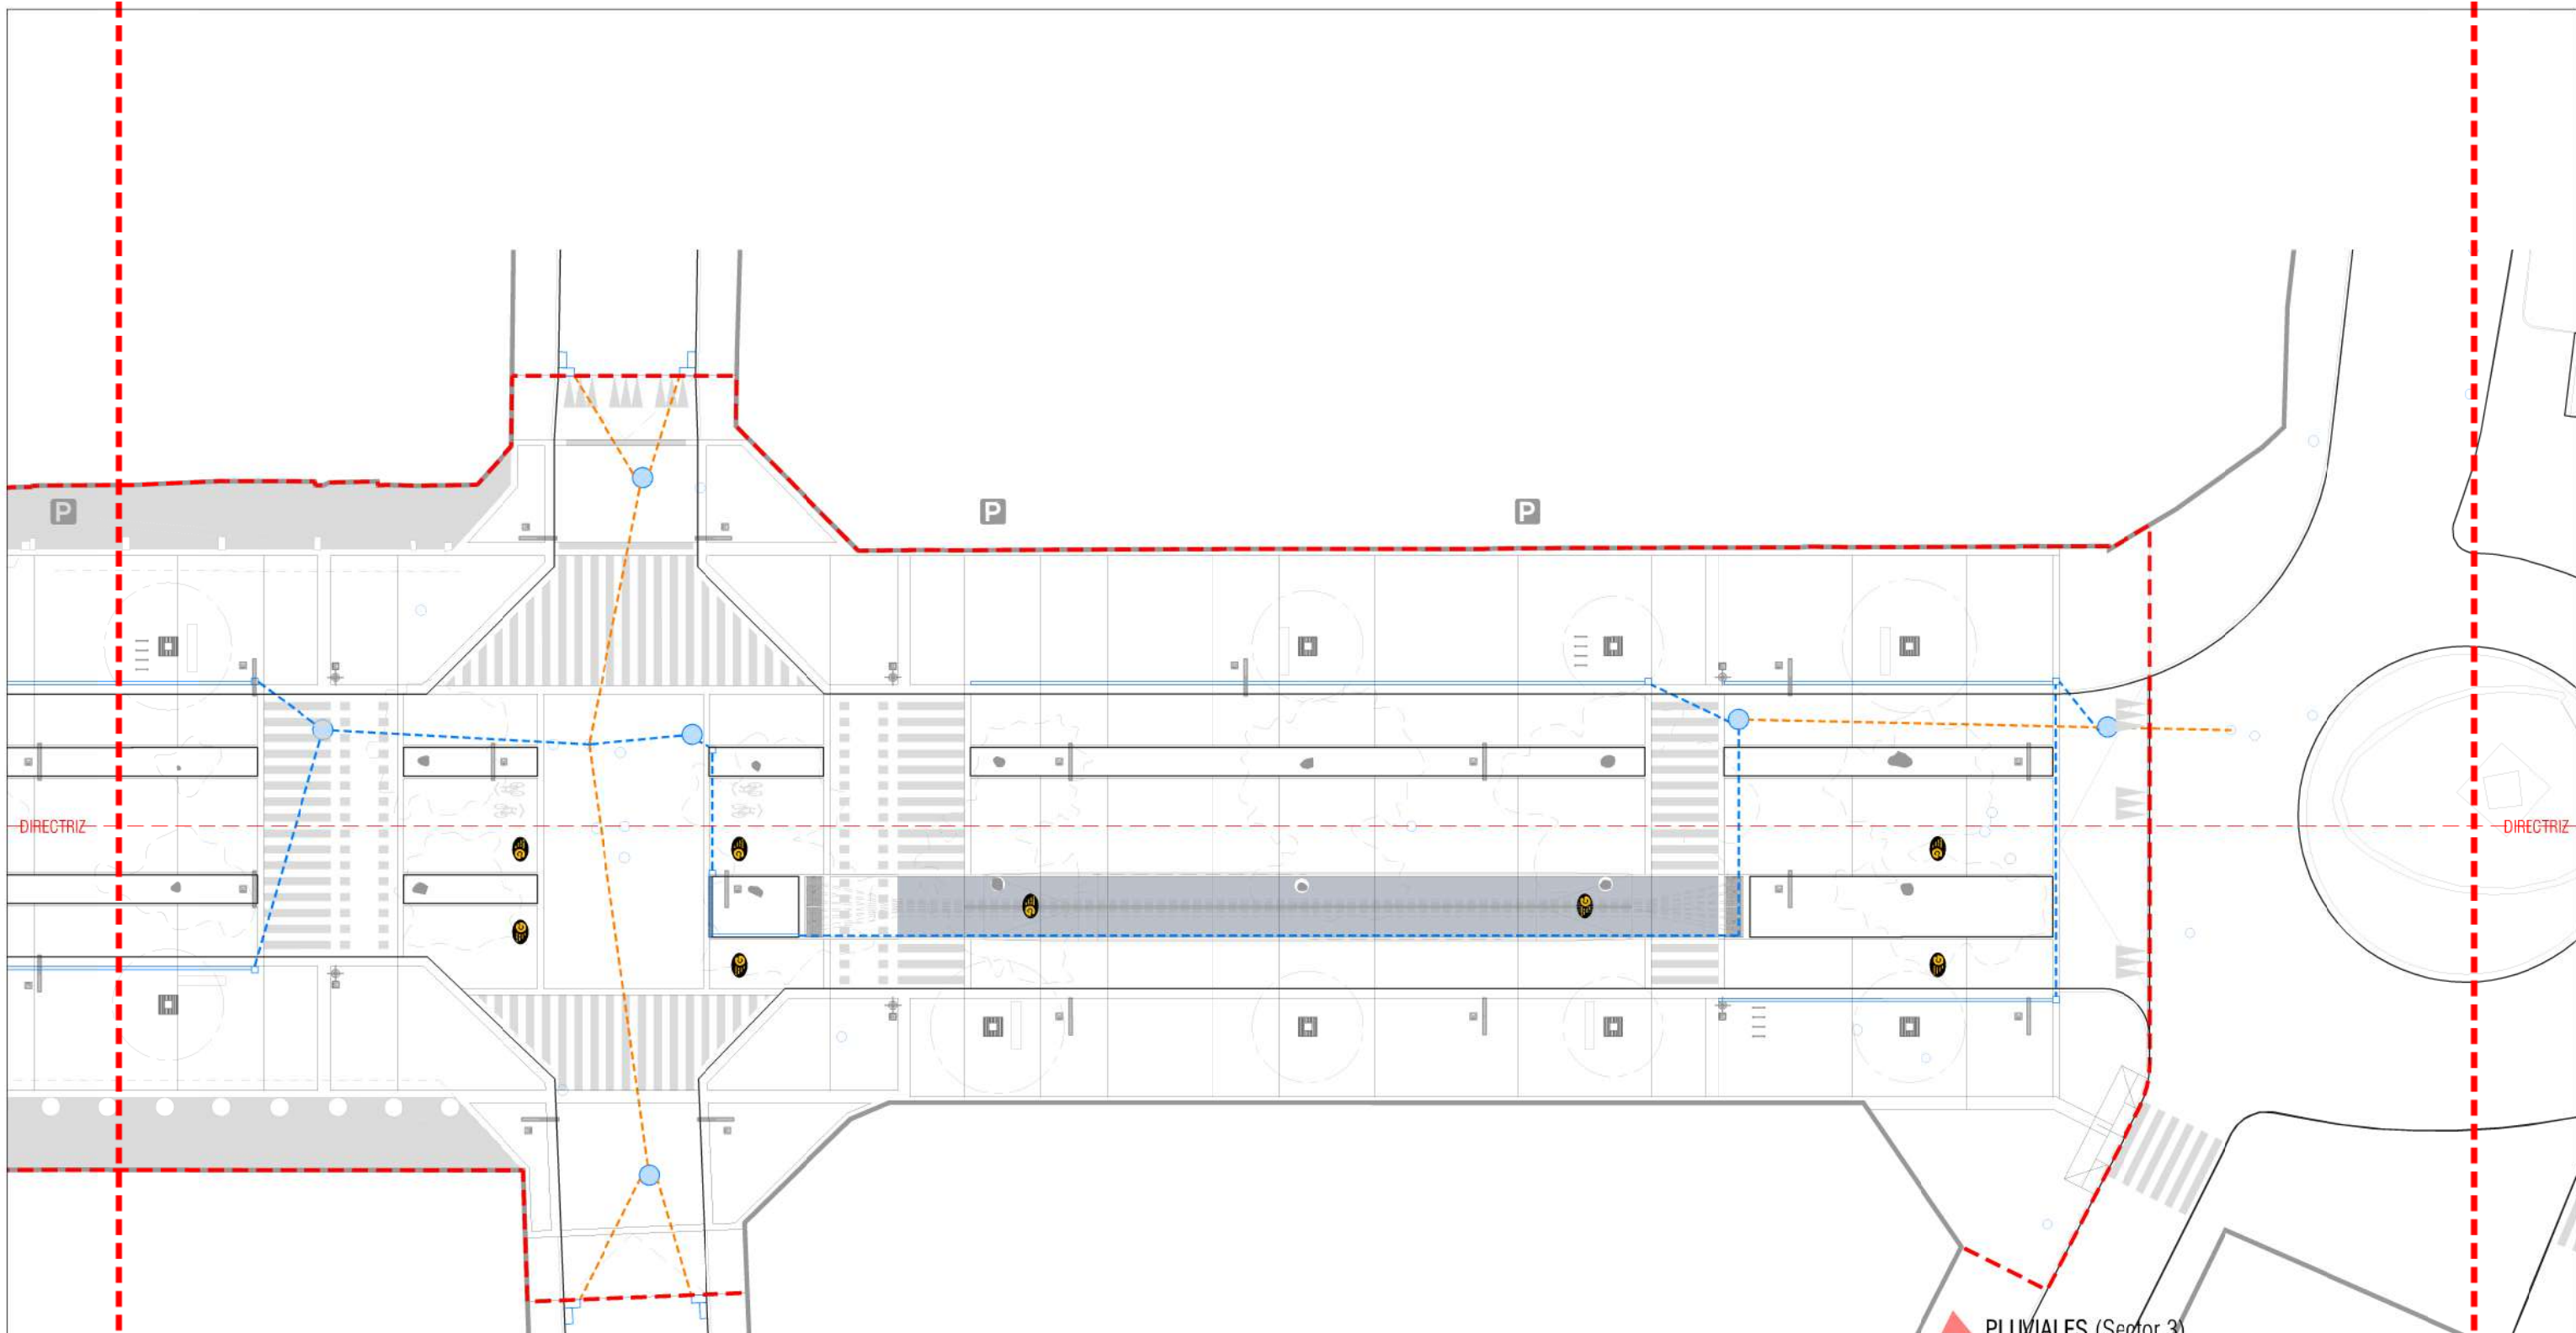 P
P
P
DIRECTRIZ
DIRECTRIZ
PLUVIALES (Sector 3)